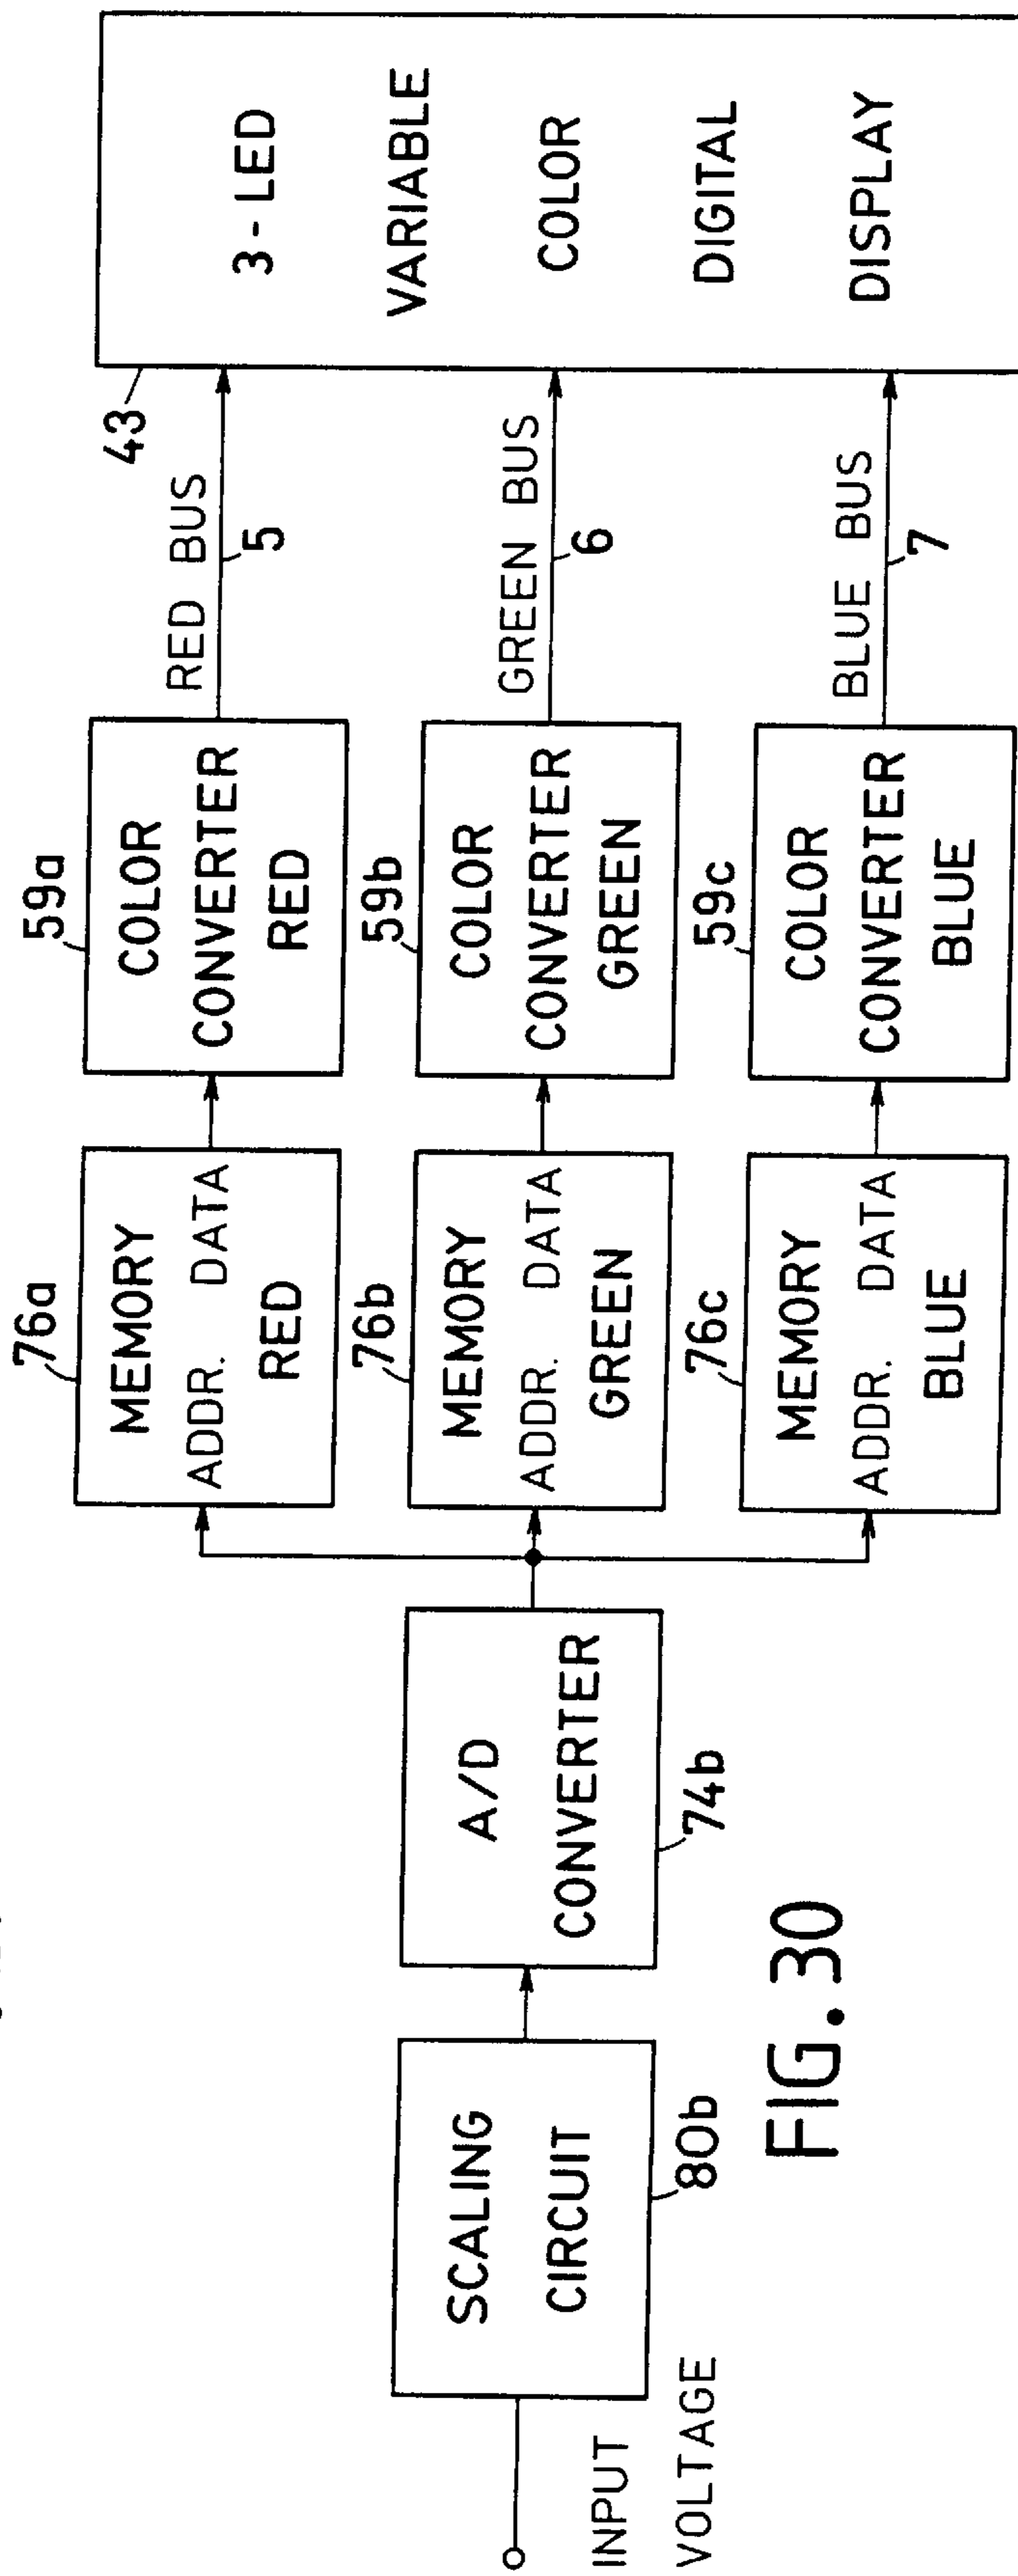 INPUT
VOLTAGE
SCALING
CIRCUIT
80b
A/D
CONVERTER
74b
76a
MEMORY
ADDR. DATA
RED
76b
MEMORY
ADDR. DATA
GREEN
76c
MEMORY
ADDR. DATA
BLUE
59a
COLOR
CONVERTER
RED
59b
COLOR
CONVERTER
GREEN
59c
COLOR
CONVERTER
BLUE
RED BUS
5
GREEN BUS
6
BLUE BUS
7
43
3-LED
VARIABLE
COLOR
DIGITAL
DISPLAY
FIG. 30